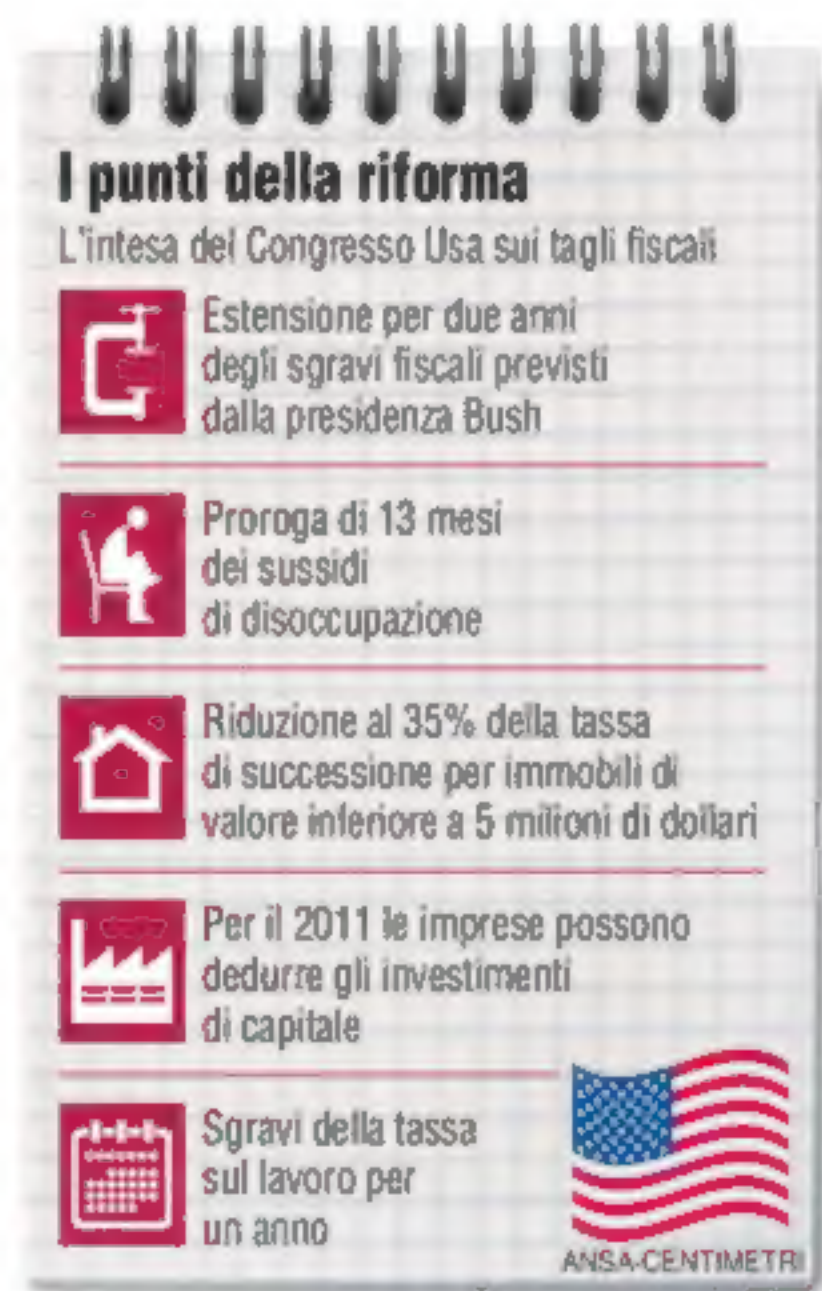 I punti della riforma
L'intesa del Congresso Usa sui tagli fiscali
Estensione per due anni
degli sgravi fiscali previsti
dalla presidenza Bush
Proroga di 13 mesi
dei sussidi
di disoccupazione
Riduzione al 35% della tassa
di successione per immobili di
valore inferiore a 5 milioni di dollari
Per il 2011 le imprese possono
dedurre gli investimenti
di capitale
Sgravi della tassa
sul lavoro per
un anno
ANSA-CENTIMETRI